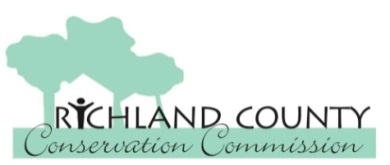 RICHLAND COUNTY
Conservation Commission